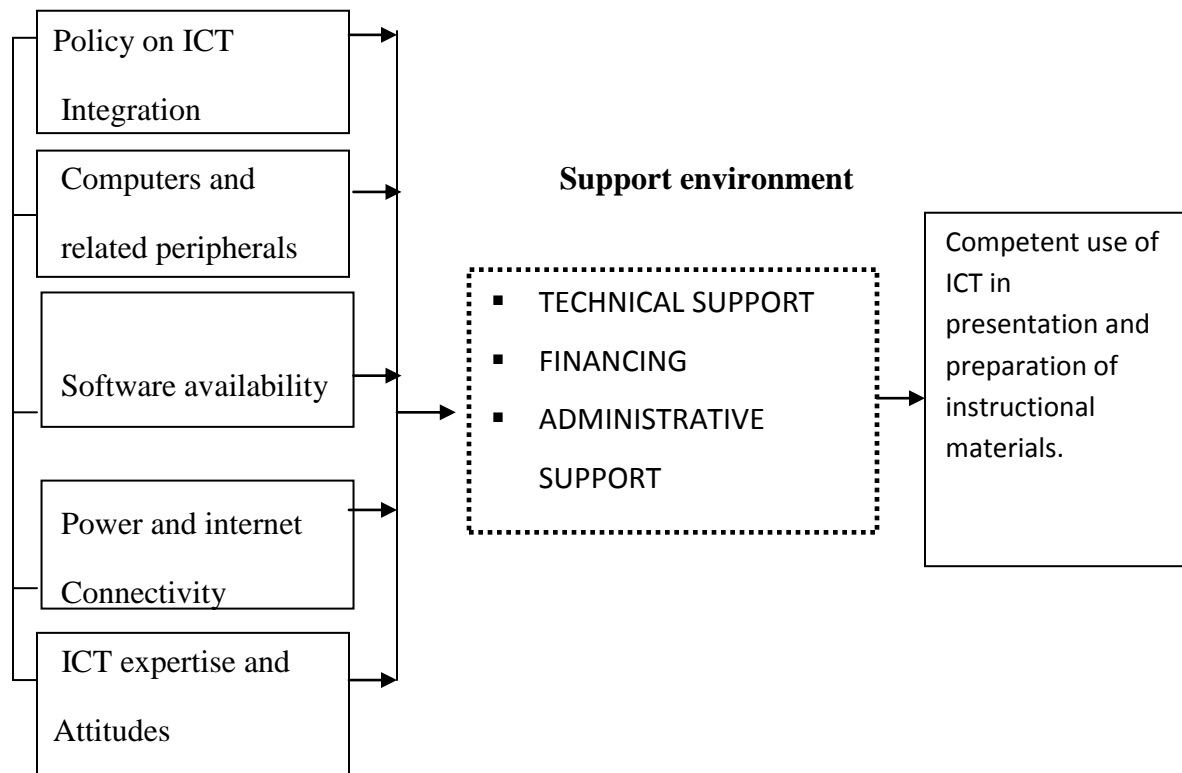 Policy on ICT
Integration
Computers and
related peripherals
Software availability
Power and internet
Connectivity
ICT expertise and
Attitudes
Support environment
▪ TECHNICAL SUPPORT
▪ FINANCING
▪ ADMINISTRATIVE
SUPPORT
Competent use of
ICT in
presentation and
preparation of
instructional
materials.